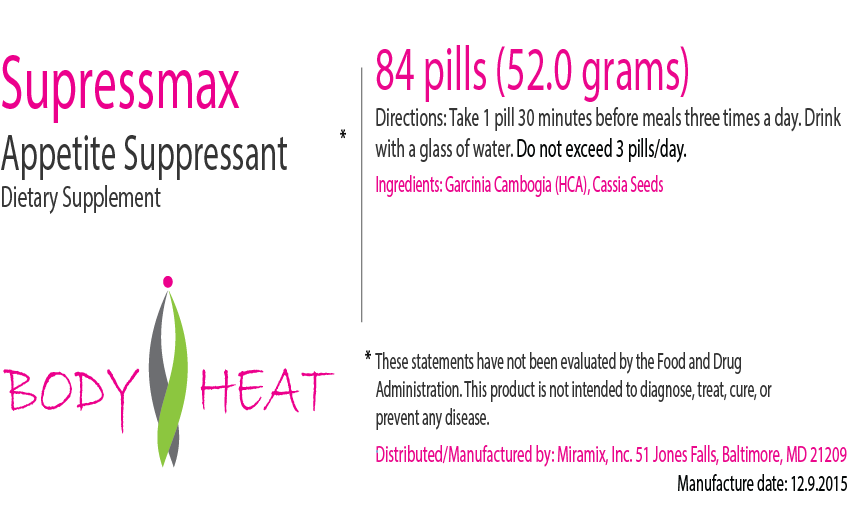 Supressmax
Appetite Suppressant *
Dietary Supplement
BODY HEAT
84 pills (52.0 grams)
Directions: Take 1 pill 30 minutes before meals three times a day. Drink
with a glass of water. Do not exceed 3 pills/day.
Ingredients: Garcinia Cambogia (HCA), Cassia Seeds
* These statements have not been evaluated by the Food and Drug
Administration. This product is not intended to diagnose, treat, cure, or
prevent any disease.
Distributed/Manufactured by: Miramix, Inc. 51 Jones Falls, Baltimore, MD 21209
Manufacture date: 12.9.2015